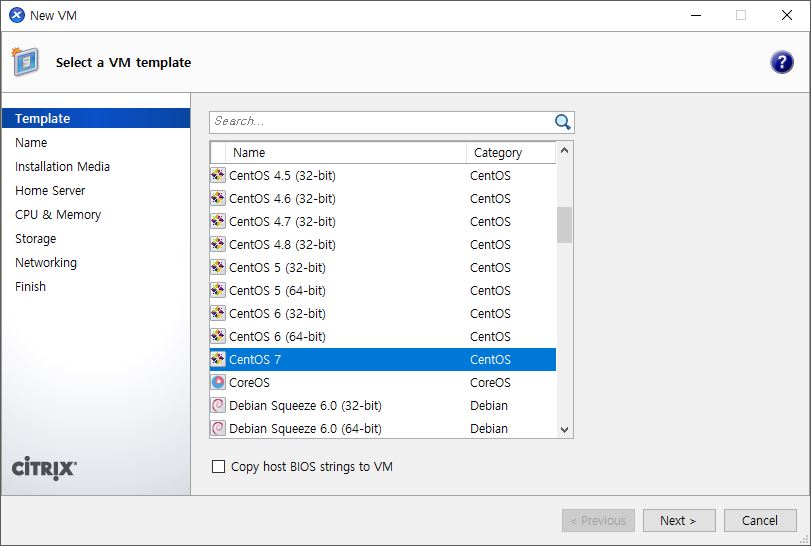 New VM
Select a VM template
?
Template
Name
Installation Media
Home Server
CPU & Memory
Storage
Networking
Finish
Search...
Name Category
CentOS 4.5 (32-bit) CentOS
CentOS 4.6 (32-bit) CentOS
CentOS 4.7 (32-bit) CentOS
CentOS 4.8 (32-bit) CentOS
CentOS 5 (32-bit) CentOS
CentOS 5 (64-bit) CentOS
CentOS 6 (32-bit) CentOS
CentOS 6 (64-bit) CentOS
CentOS 7 CentOS
CoreOS CoreOS
Debian Squeeze 6.0 (32-bit) Debian
Debian Squeeze 6.0 (64-bit) Debian
Copy host BIOS strings to VM
CITRIX
< Previous Next > Cancel